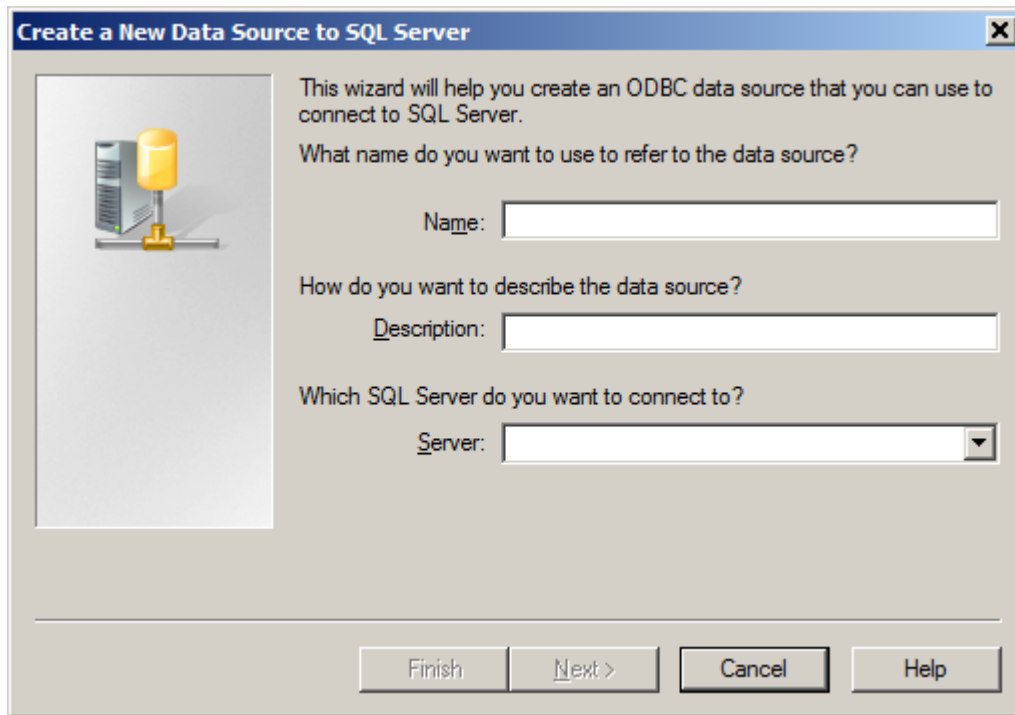 Create a New Data Source to SQL Server
This wizard will help you create an ODBC data source that you can use to
connect to SQL Server.
What name do you want to use to refer to the data source?
Name:
How do you want to describe the data source?
Description:
Which SQL Server do you want to connect to?
Server:
Finish
Next >
Cancel
Help